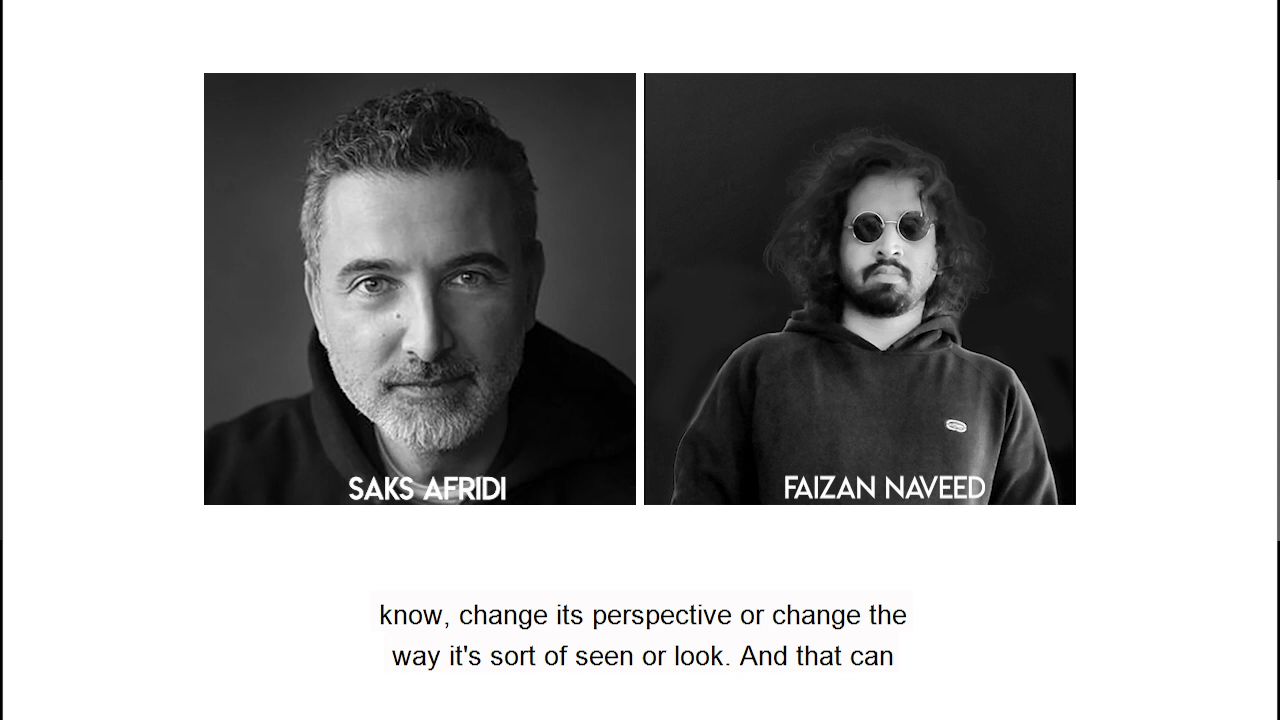 SAKS AFRIDI
FAIZAN NAVEED
know, change its perspective or change the
way it's sort of seen or look. And that can